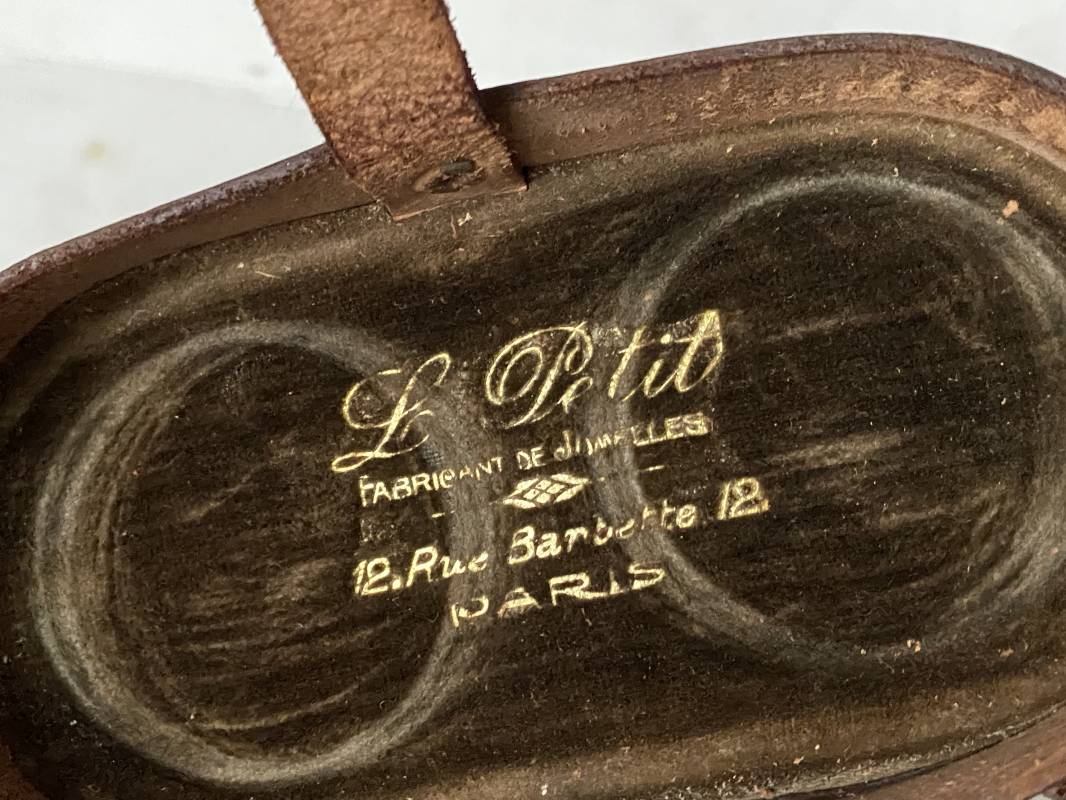 L. Petit
FABRICANT DE JUMELLES
12. Rue Barbette 12.
PARIS